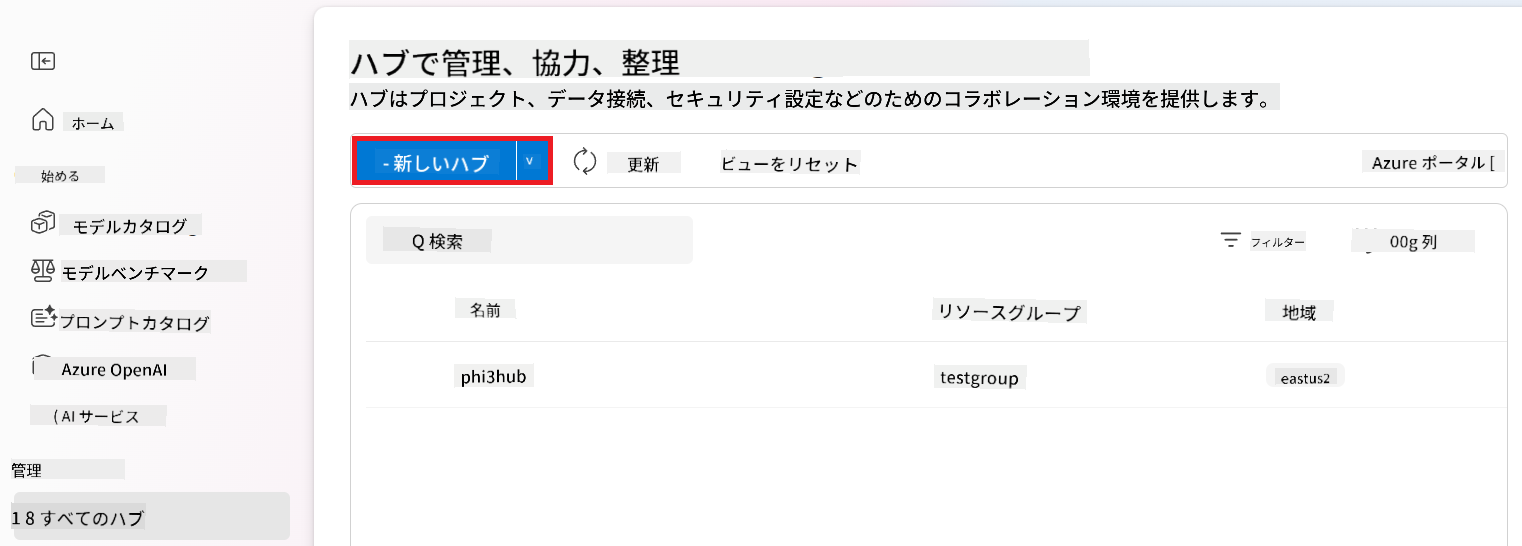 ホーム
始める
モデルカタログ_
モデルベンチマーク
プロンプトカタログ
Azure OpenAI
( AI サービス
管理
1 8 すべてのハブ
ハブで管理、協力、整理
ハブはプロジェクト、データ接続、セキュリティ設定などのためのコラボレーション環境を提供します。
- 新しいハブ ˅ 更新 ビューをリセット Azure ポータル [
Q 検索 フィルター 00g 列
名前 リソースグループ 地域
phi3hub testgroup eastus2